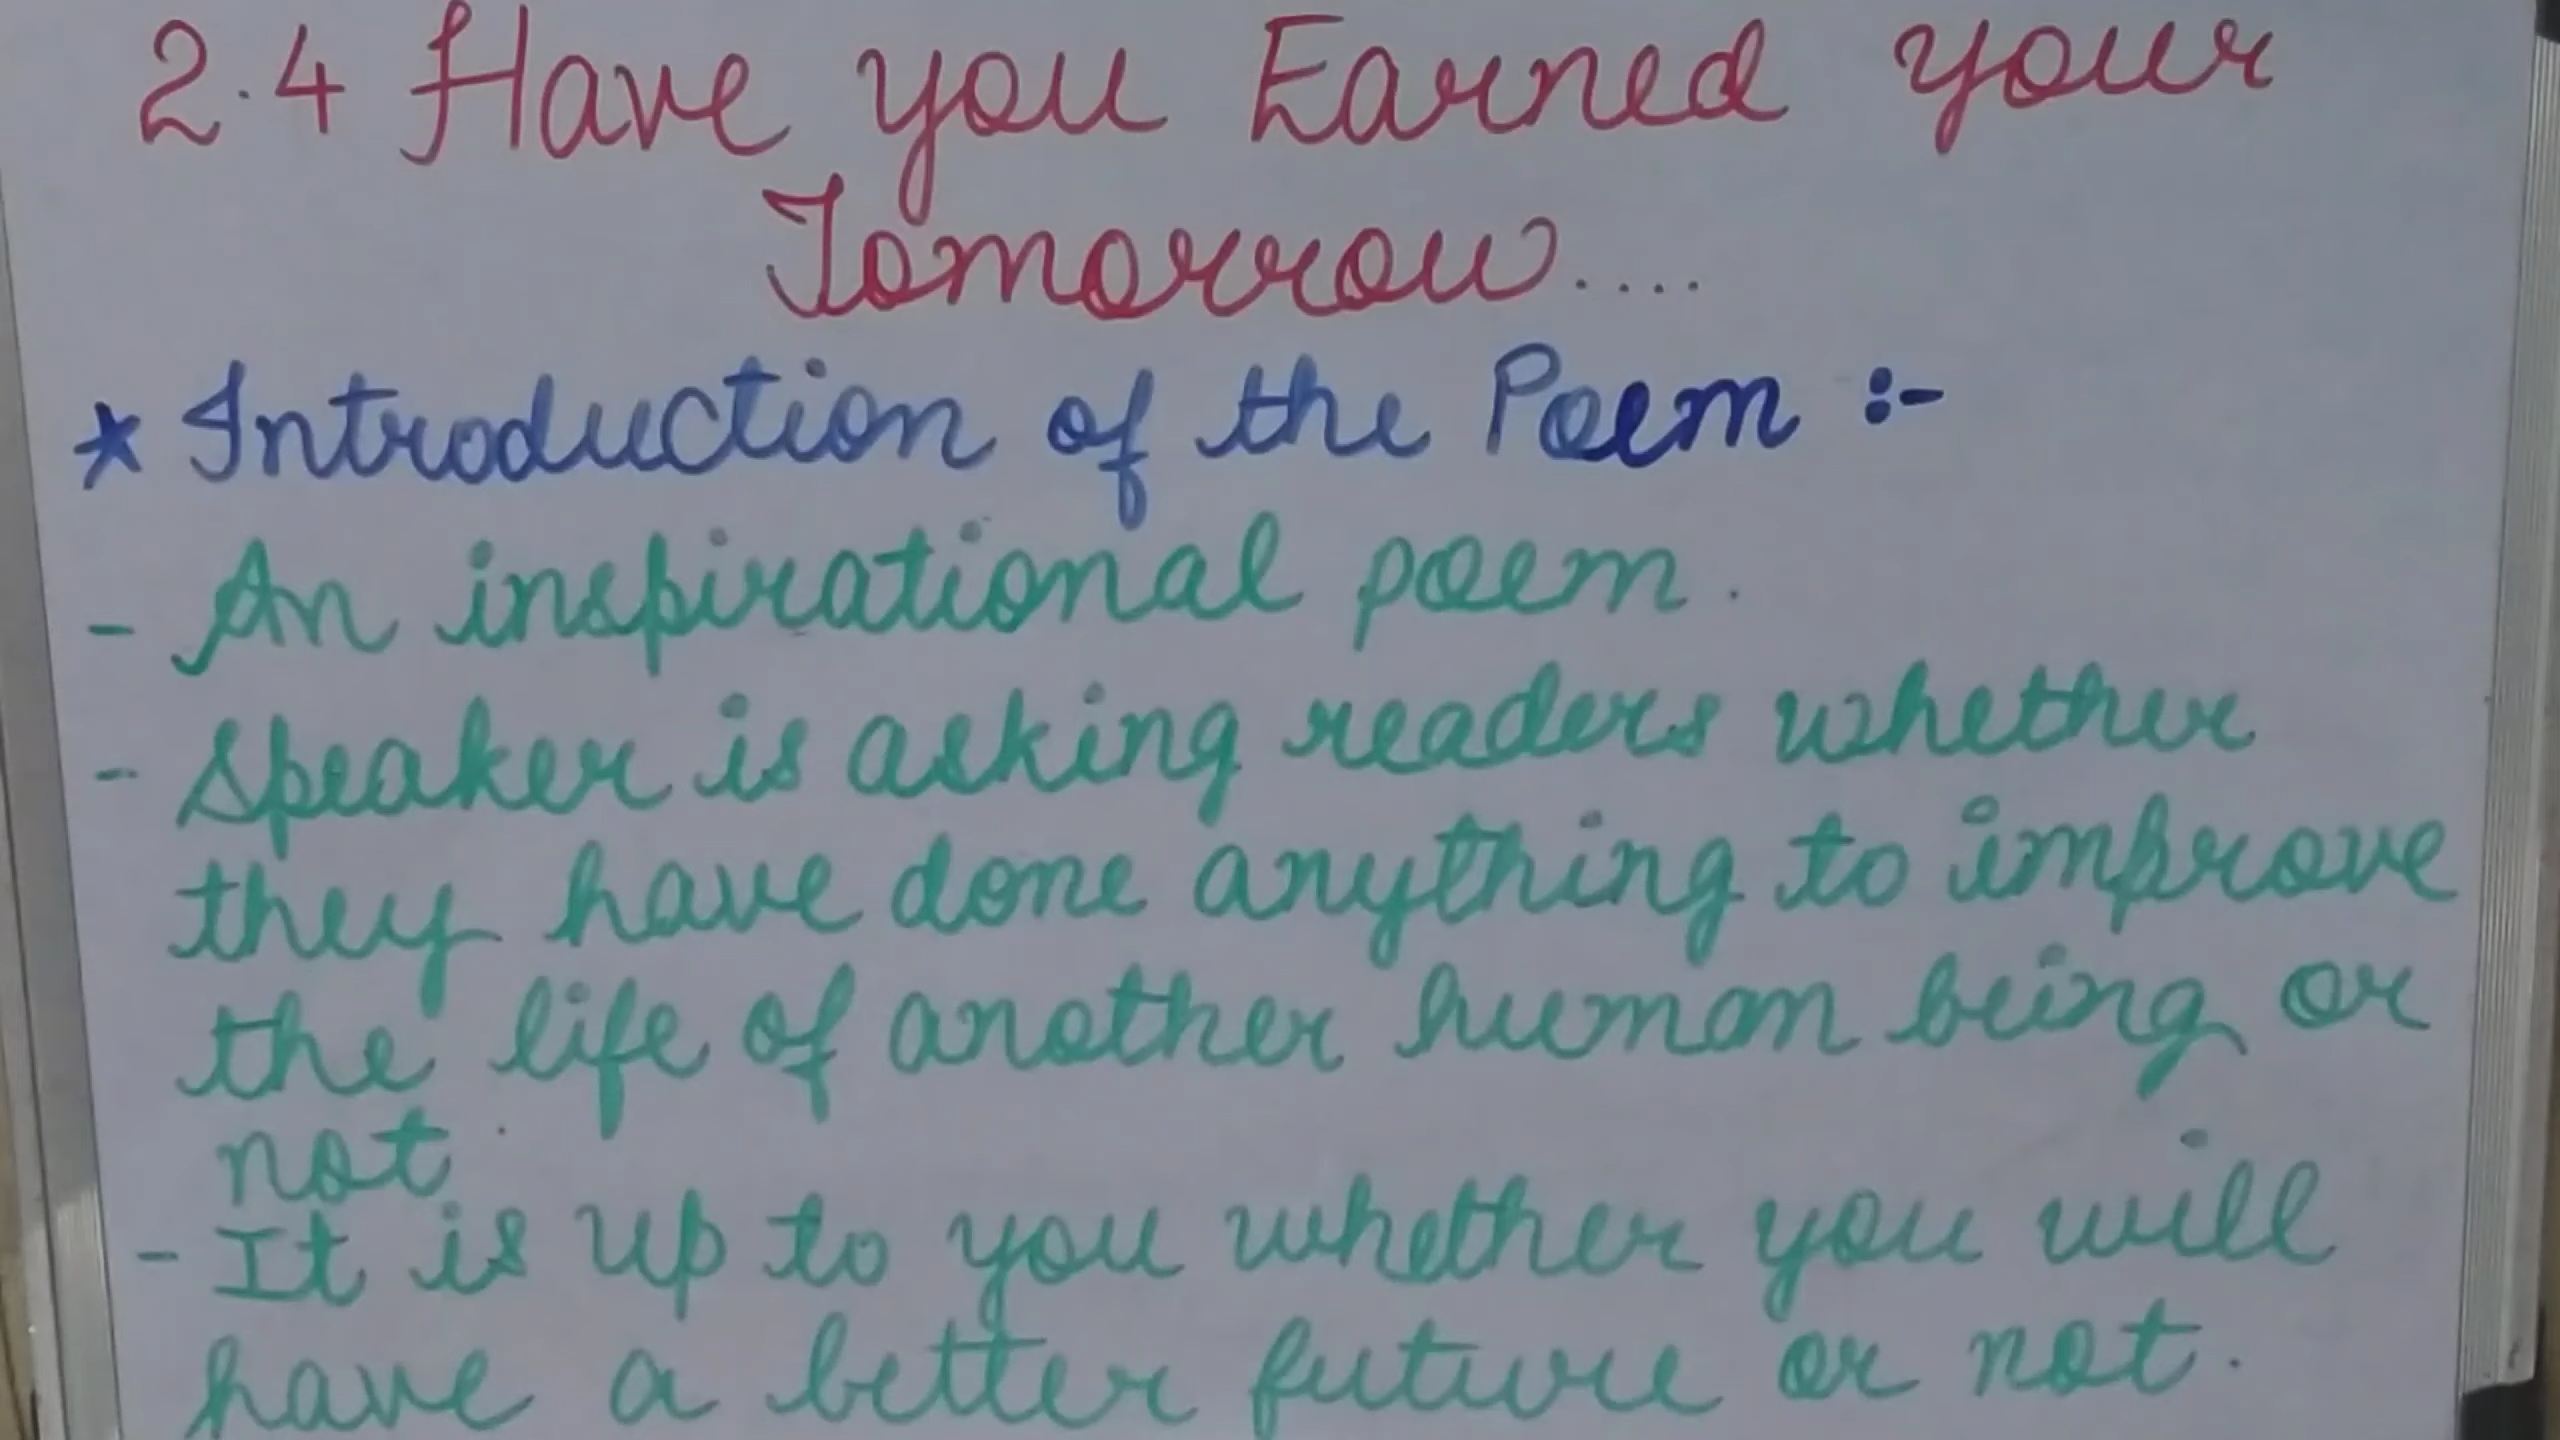 2.4 Have you Earned your
Tomorrow....
* Introduction of the Poem :-
- An inspirational poem.
- Speaker is asking readers whether
they have done anything to improve
the life of another human being or
not.
- It is up to you whether you will
have a better future or not.